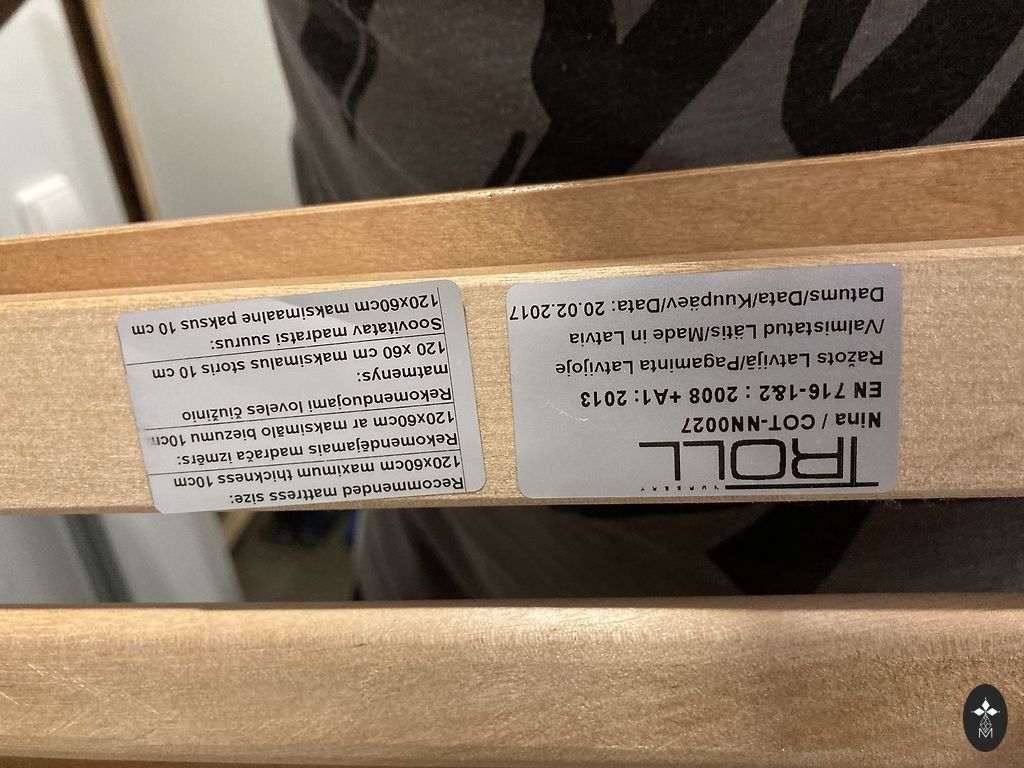 TROLL
NURSERY
Nina / COT-NN0027
EN 716-1&2 : 2008 +A1: 2013
Ražots Latvijā/Pagaminta Latvijoje
/Valmistatud Lätis/Made in Latvia
Datums/Data/Kuupäev/Data: 20.02.2017
Recommended mattress size:
120x60cm maximum thickness 10cm
Rekomendējamais madrača izmērs:
120x60cm ar maksimālo biezumu 10cm
Rekomenduojami loveles čiužinio
matmenys:
120 x60 cm maksimalus storis 10 cm
Soovitatav madratsi suurus:
120x60cm maksimaalne paksus 10 cm
M